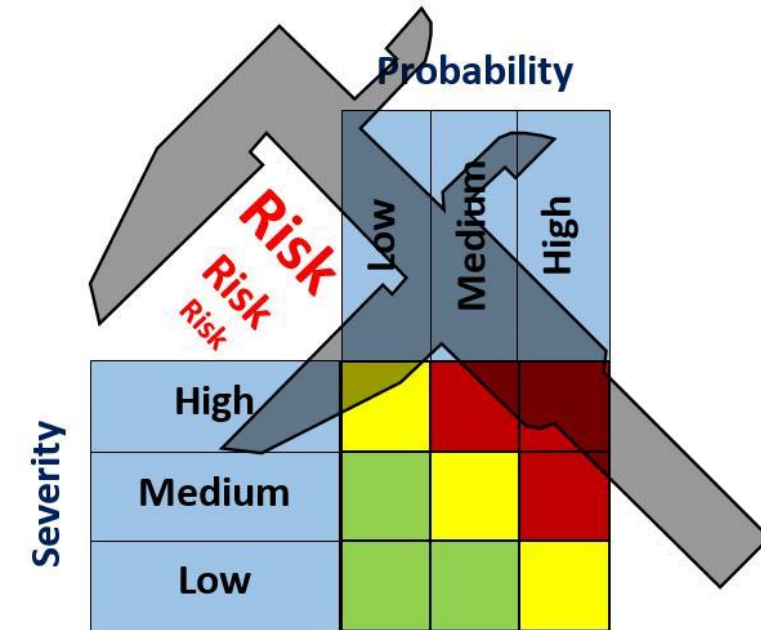 Probability
Low
Medium
High
Risk
Risk
Risk
Severity
High
Medium
Low